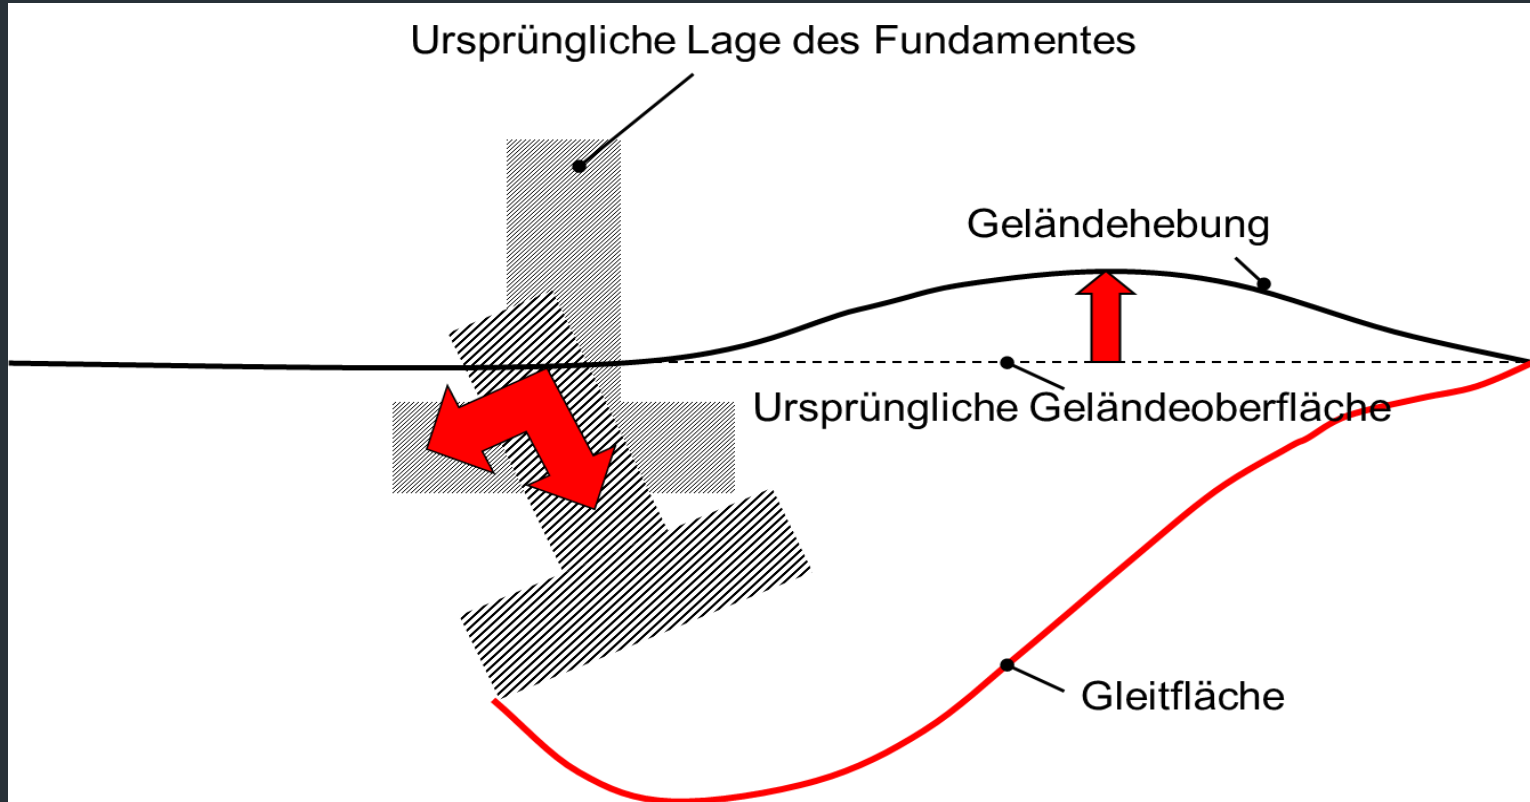 Ursprüngliche Lage des Fundamentes
Geländehebung
Ursprüngliche Geländeoberfläche
Gleitfläche